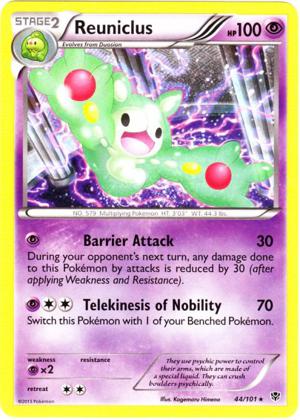 STAGE2
Reuniclus
HP100
Evolves from Duosion
NO. 579 Multiplying Pokémon HT. 3'03" WT. 44.3 lbs.
Barrier Attack 30
During your opponent's next turn, any damage done
to this Pokémon by attacks is reduced by 30 (after
applying Weakness and Resistance).
Telekinesis of Nobility 70
Switch this Pokémon with 1 of your Benched Pokémon.
weakness resistance
×2
retreat
They use psychic power to control
their arms, which are made of
a special liquid. They can crush
boulders psychically.
Illus. Kagemaru Himeno
44/101 ★
©2013 Pokémon